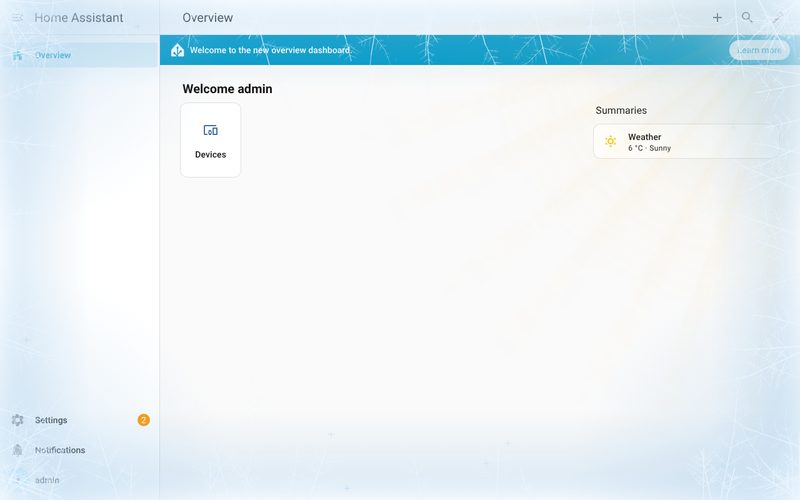 Home Assistant
Overview
Overview
Welcome to the new overview dashboard.
Learn more
Welcome admin
Devices
Summaries
Weather
6 °C · Sunny
Settings
2
Notifications
admin